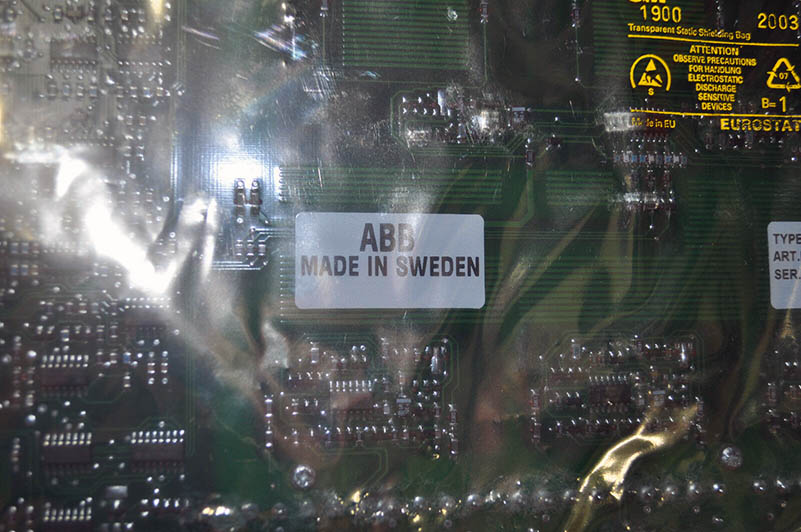 1900 2003
Transparent Static Shielding Bag
ATTENTION
OBSERVE PRECAUTIONS
FOR HANDLING
ELECTROSTATIC
DISCHARGE
SENSITIVE
DEVICES
S
07
B=1
Made in EU
EUROSTAT
ABB
MADE IN SWEDEN
TYPE
ART.
SER.